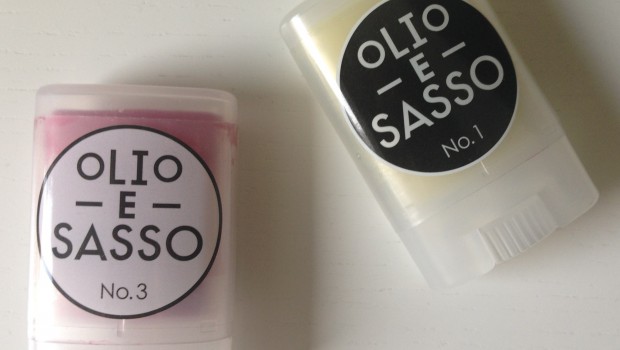 OLIO
— E —
SASSO
No. 3
OLIO
— E —
SASSO
No. 1